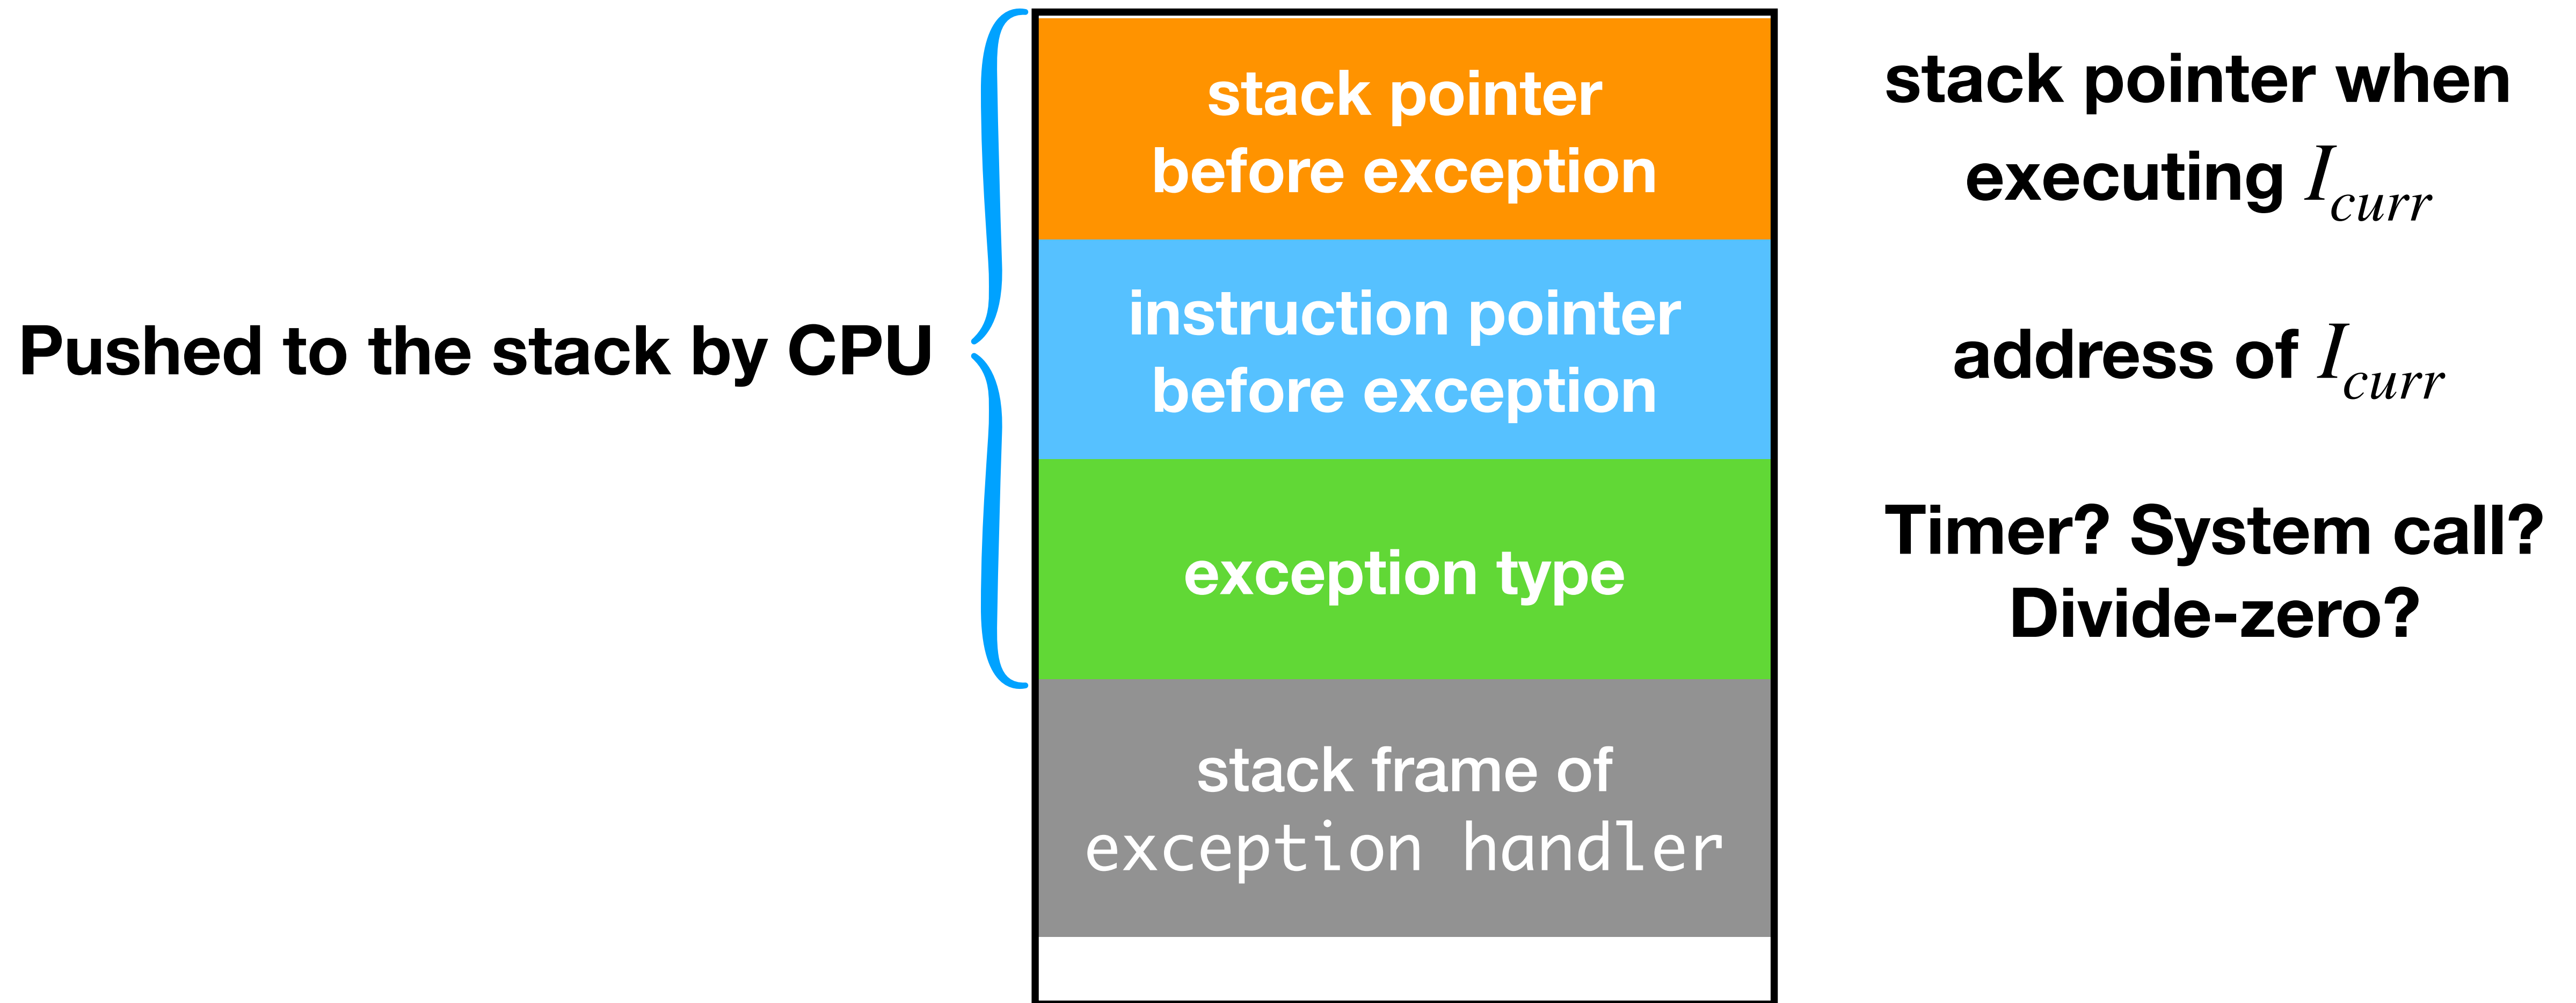 Pushed to the stack by CPU
stack pointer
before exception
instruction pointer
before exception
exception type
stack frame of
exception handler
stack pointer when
executing I_curr
address of I_curr
Timer? System call?
Divide-zero?